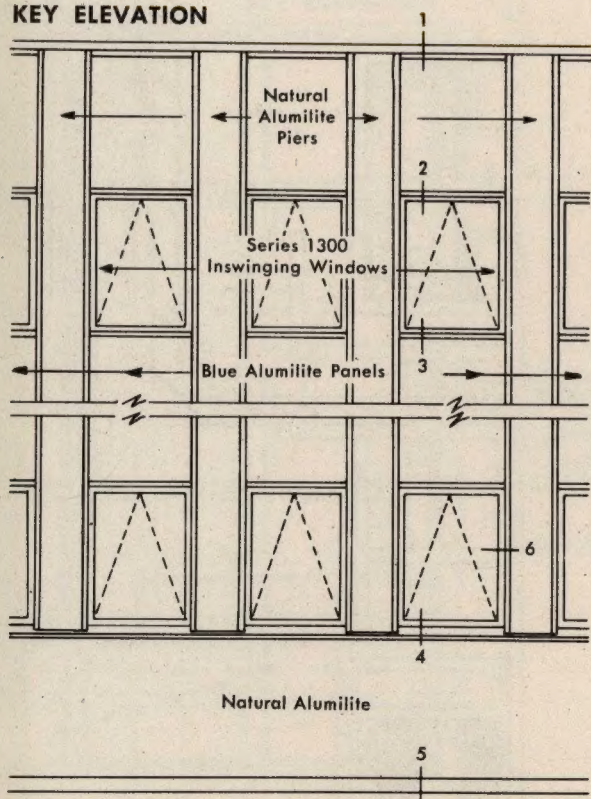 KEY ELEVATION
1
Natural
Alumilite
Piers
2
Series 1300
Inswinging Windows
3
Blue Alumilite Panels
6
4
Natural Alumilite
5